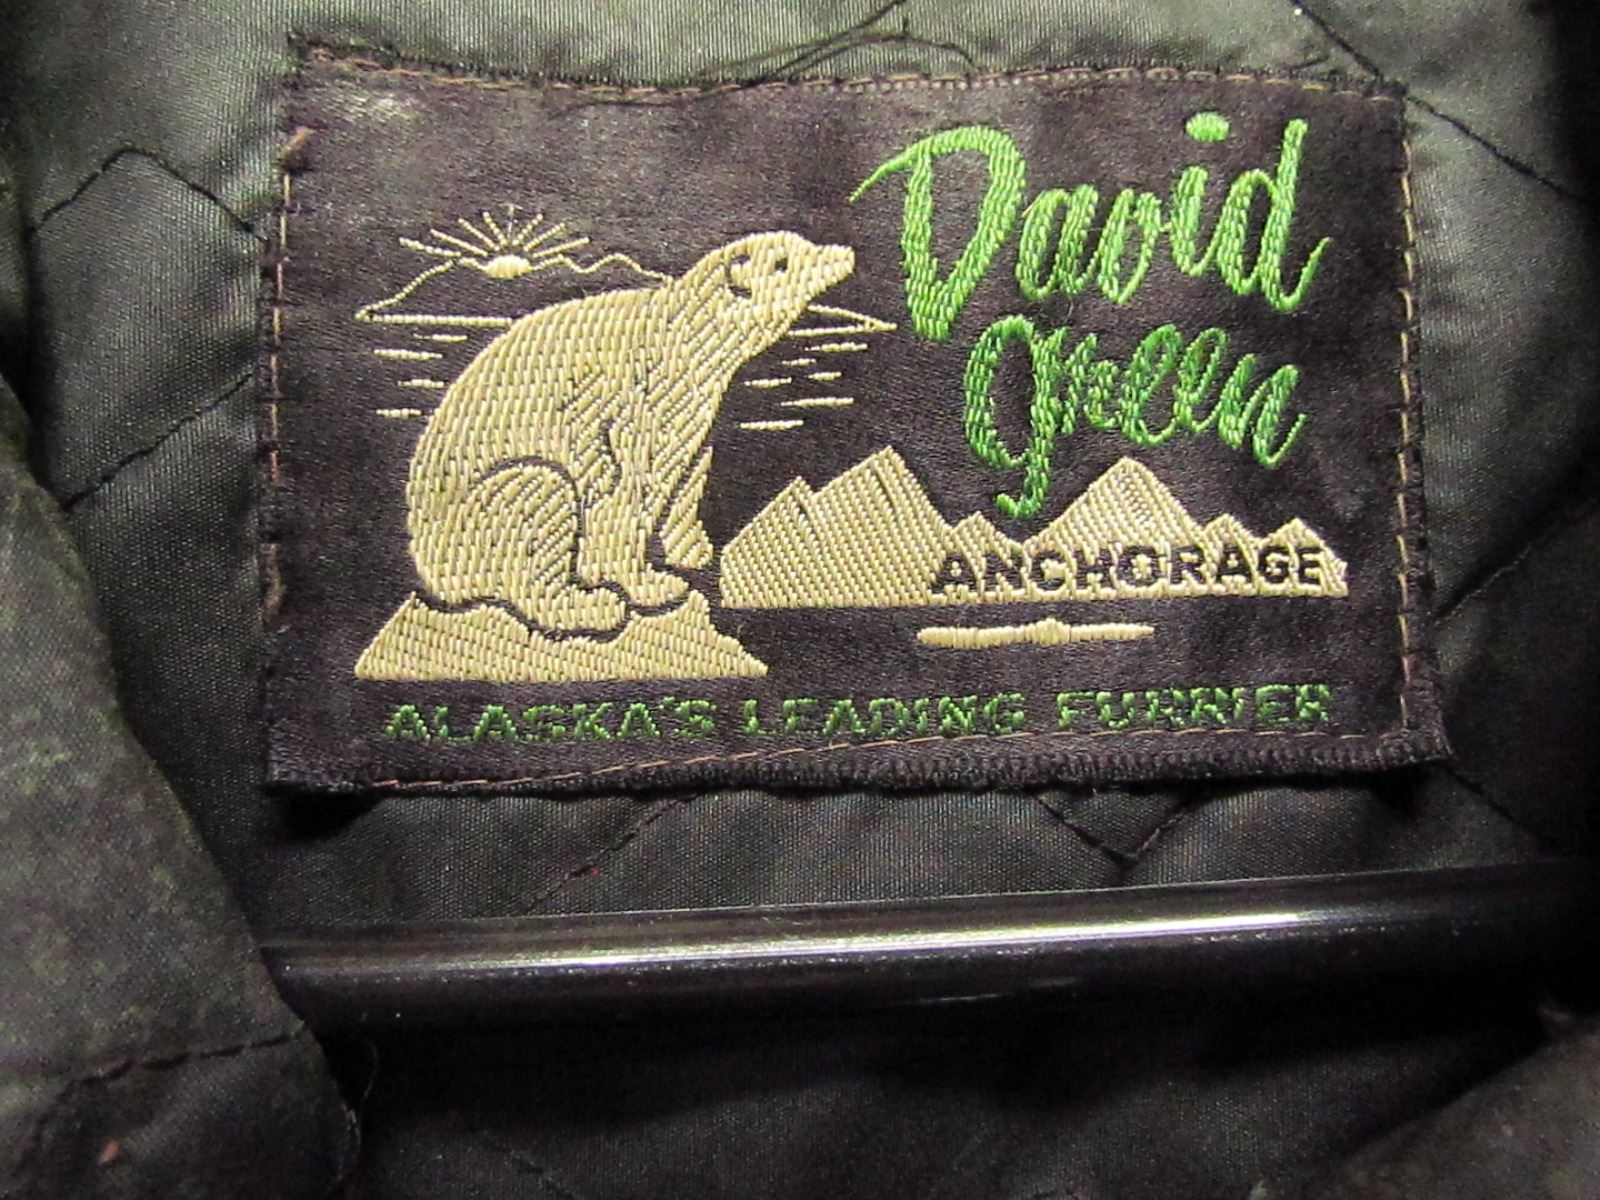 David
green
ANCHORAGE
ALASKA'S LEADING FURRIER